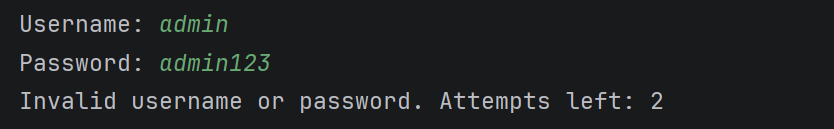 Username: admin
Password: admin123
Invalid username or password. Attempts left: 2